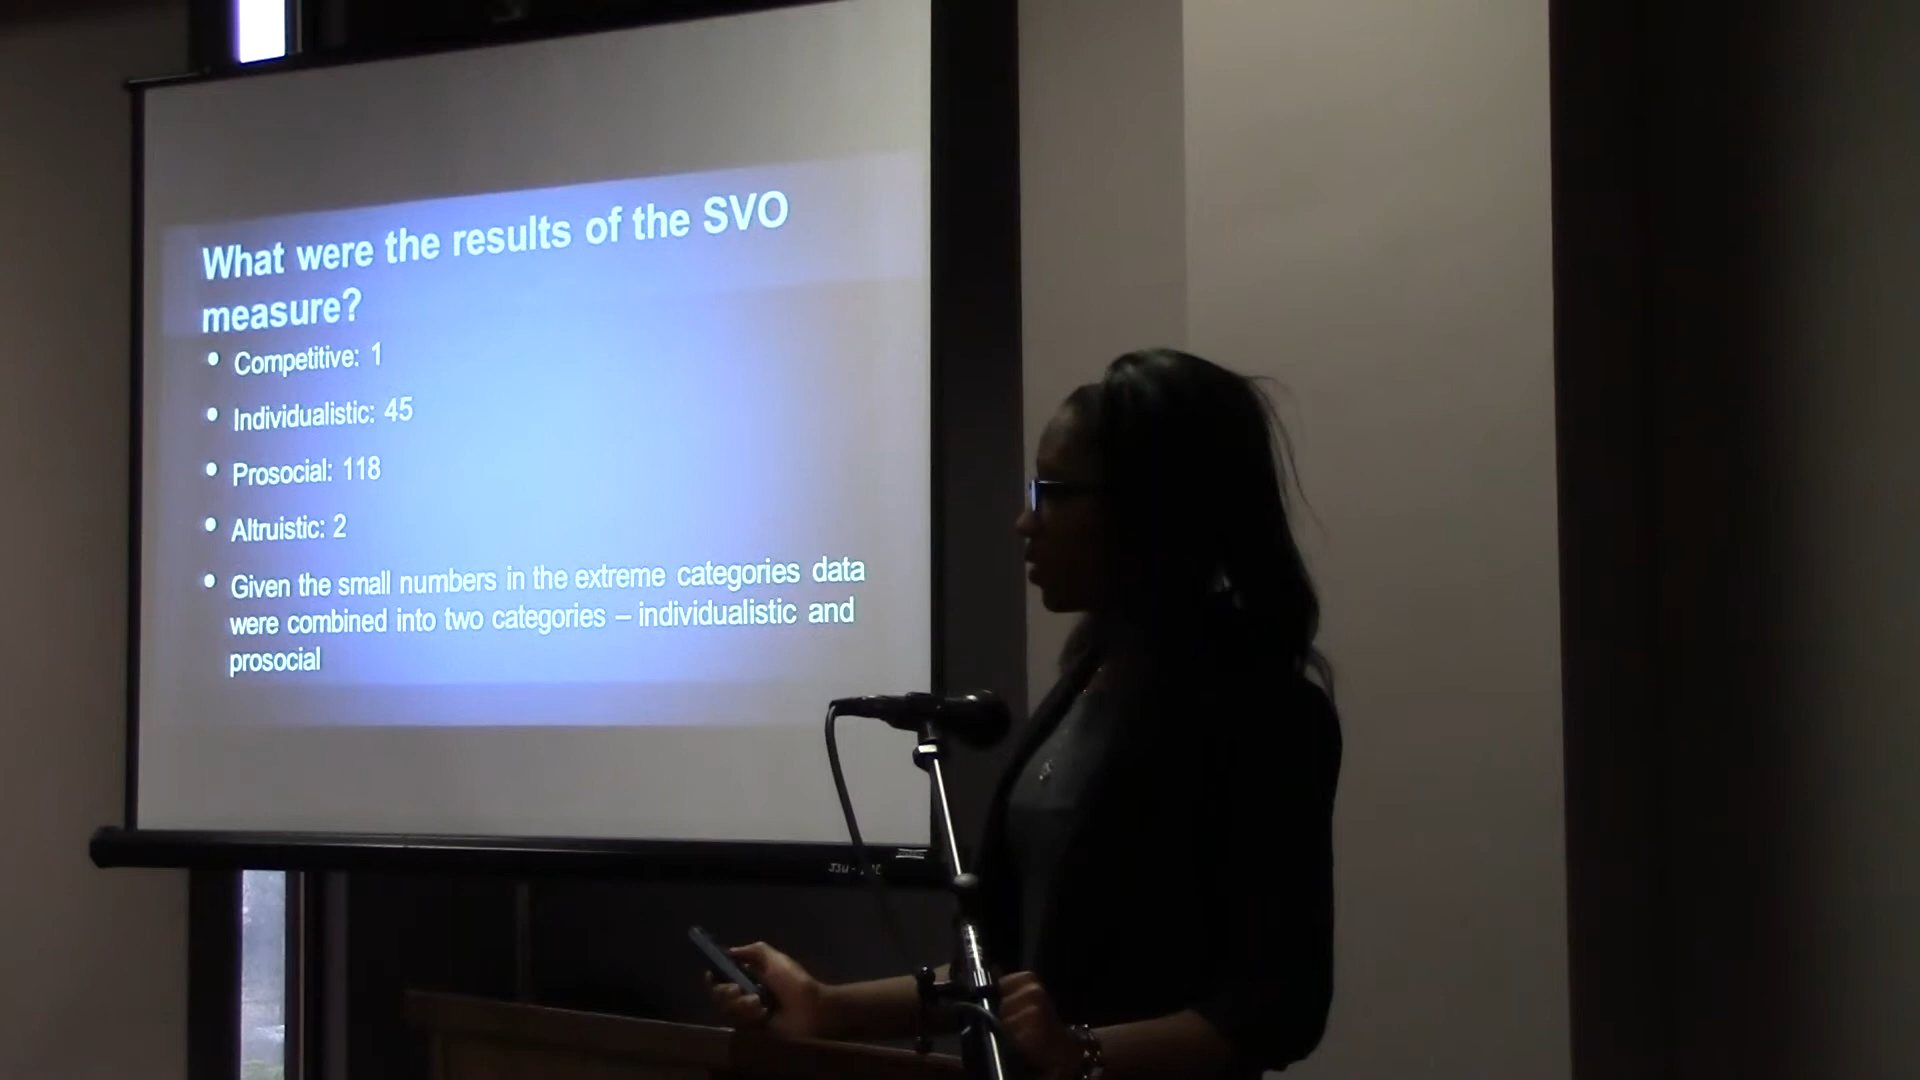 What were the results of the SVO
measure?
• Competitive: 1
• Individualistic: 45
• Prosocial: 118
• Altruistic: 2
• Given the small numbers in the extreme categories data
were combined into two categories – individualistic and
prosocial